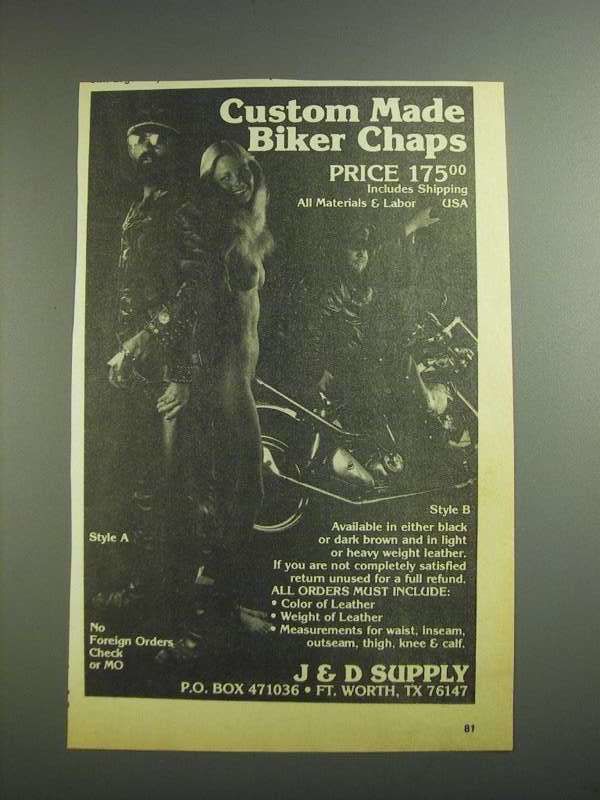 Custom Made
Biker Chaps
PRICE 175⁰⁰
Includes Shipping
All Materials & Labor USA
Style B
Style A
Available in either black
or dark brown and in light
or heavy weight leather.
If you are not completely satisfied
return unused for a full refund.
ALL ORDERS MUST INCLUDE:
• Color of Leather
• Weight of Leather
• Measurements for waist, inseam,
outseam, thigh, knee & calf.
No
Foreign Orders
Check
or MO
J & D SUPPLY
P.O. BOX 471036 • FT. WORTH, TX 76147
81